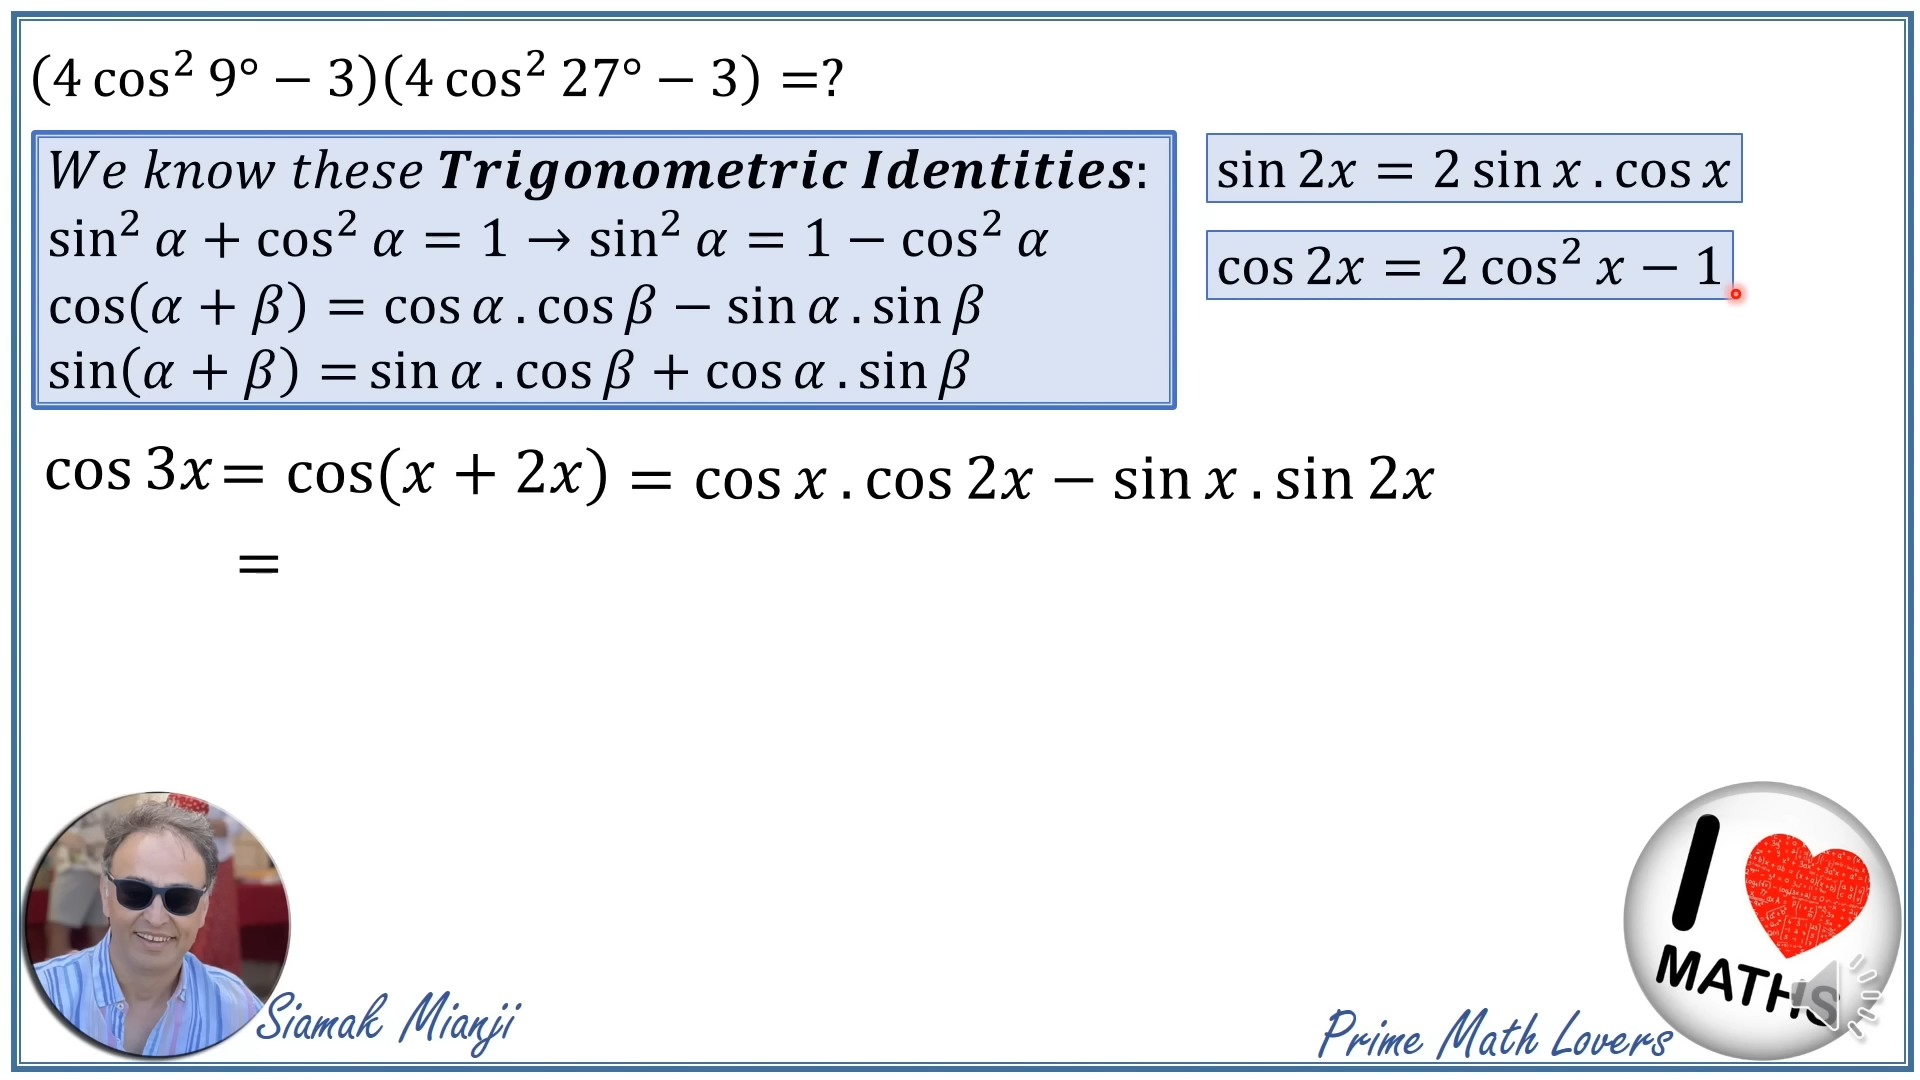 (4 cos² 9° − 3)(4 cos² 27° − 3) =?
We know these Trigonometric Identities:
sin² α + cos² α = 1 → sin² α = 1 − cos² α
cos(α + β) = cos α . cos β − sin α . sin β
sin(α + β) = sin α . cos β + cos α . sin β
sin 2x = 2 sin x . cos x
cos 2x = 2 cos² x − 1
cos 3x = cos(x + 2x) = cos x . cos 2x − sin x . sin 2x
=
Siamak Mianji
Prime Math Lovers
I
MATHS